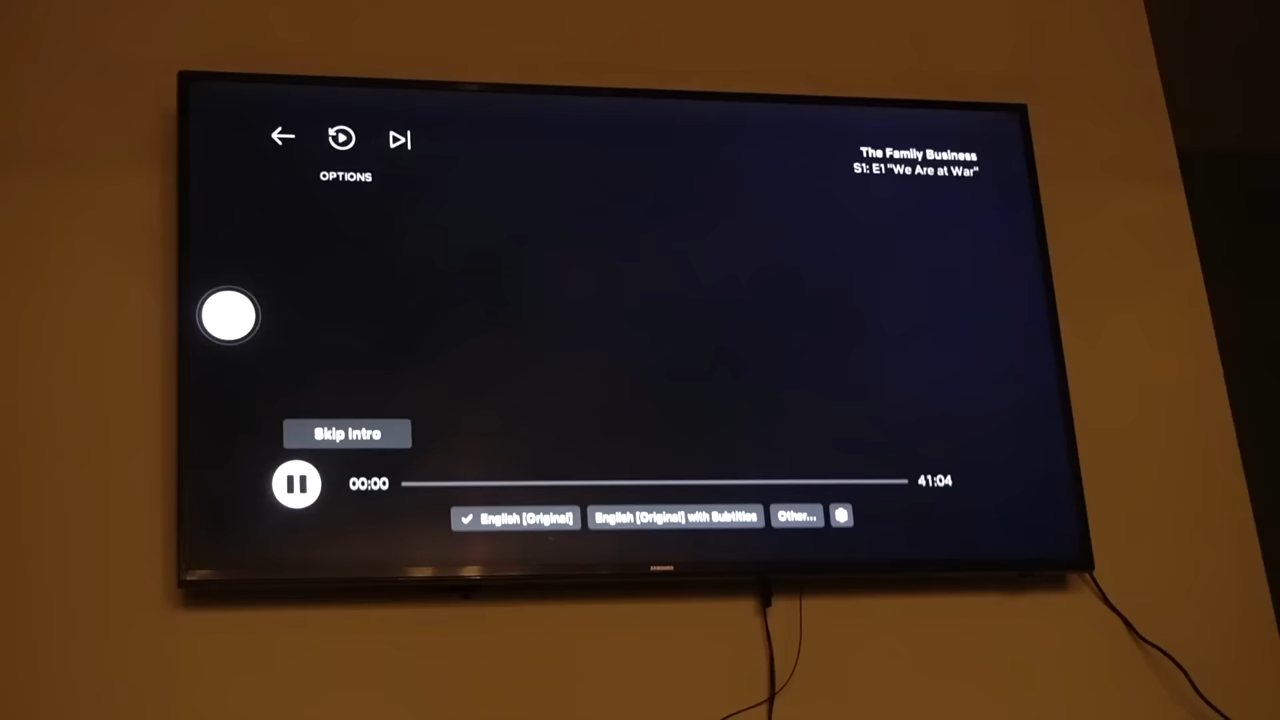 OPTIONS
The Family Business
S1: E1 "We Are at War"
Skip Intro
00:00
41:04
English [Original]
English [Original] with Subtitles
Other...
SAMSUNG